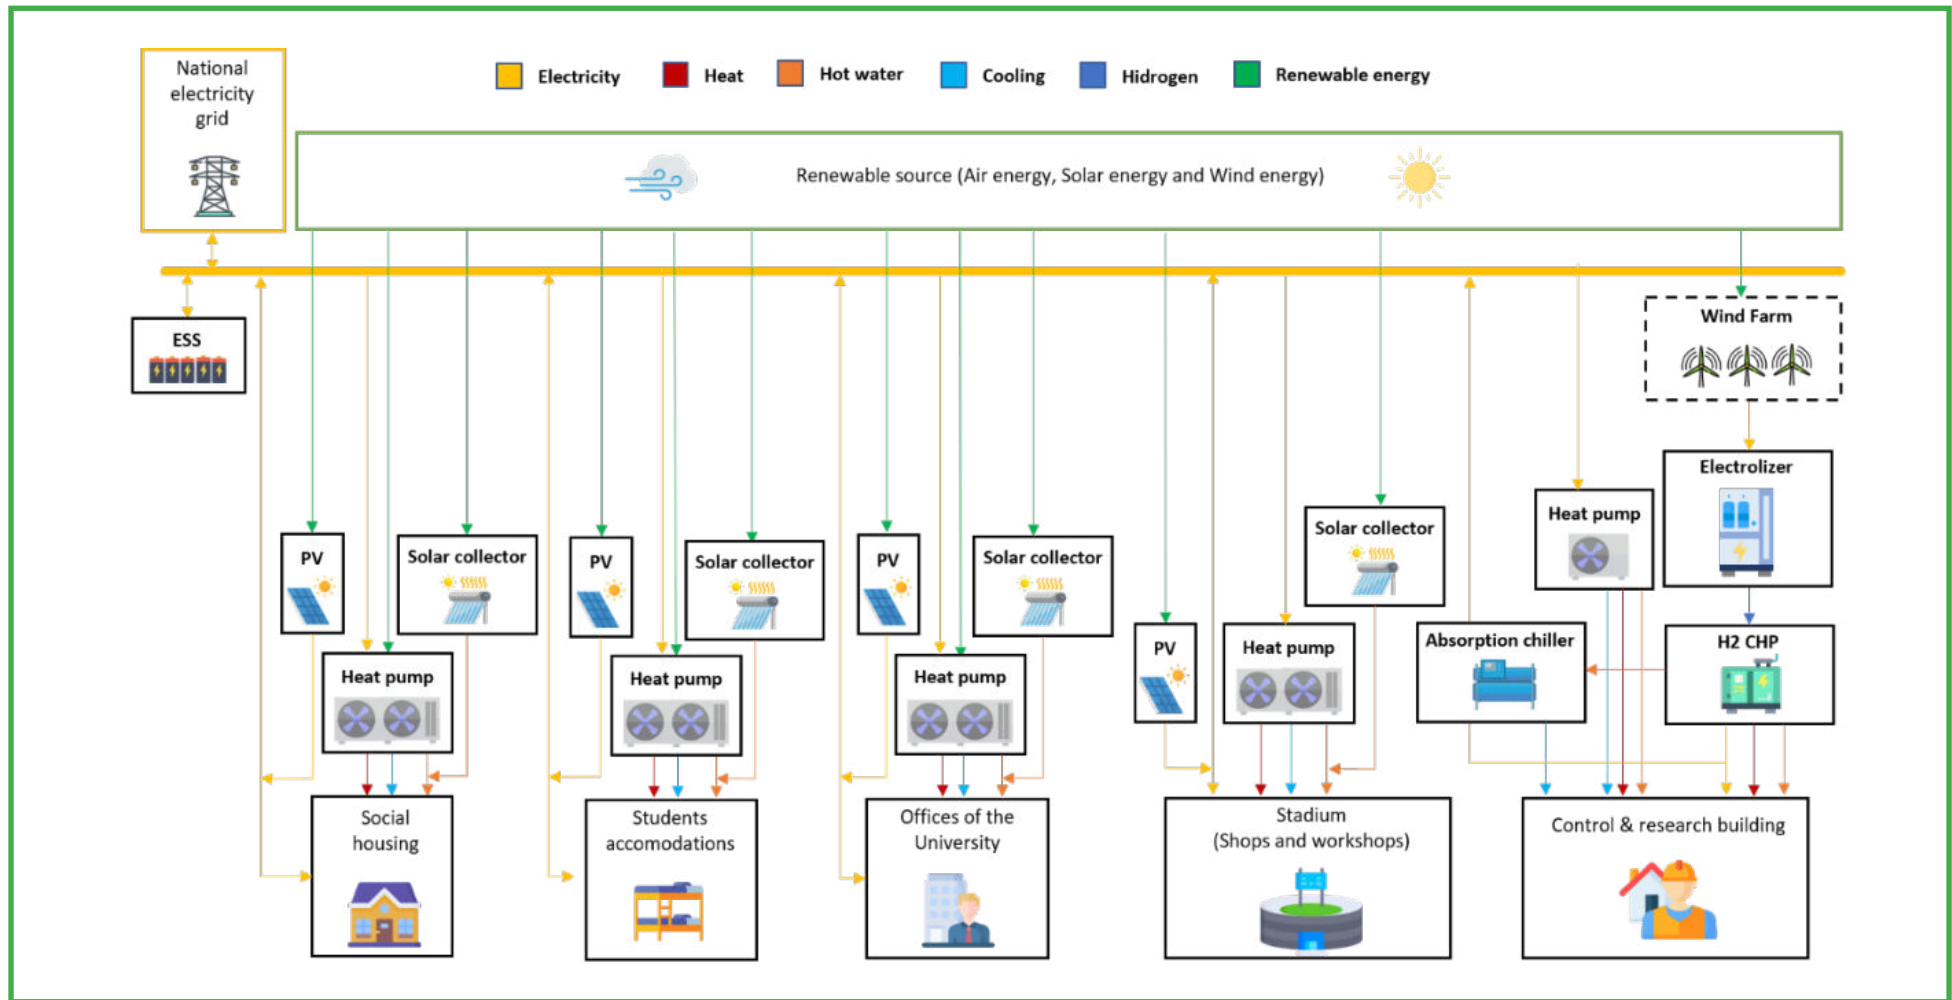 National
electricity
grid
Electricity
Heat
Hot water
Cooling
Hidrogen
Renewable energy
Renewable source (Air energy, Solar energy and Wind energy)
ESS
Wind Farm
Electrolizer
Heat pump
Solar collector
PV
Solar collector
PV
Solar collector
PV
Solar collector
Absorption chiller
H2 CHP
PV
Heat pump
Heat pump
Heat pump
Heat pump
Social
housing
Students
accomodations
Offices of the
University
Stadium
(Shops and workshops)
Control & research building